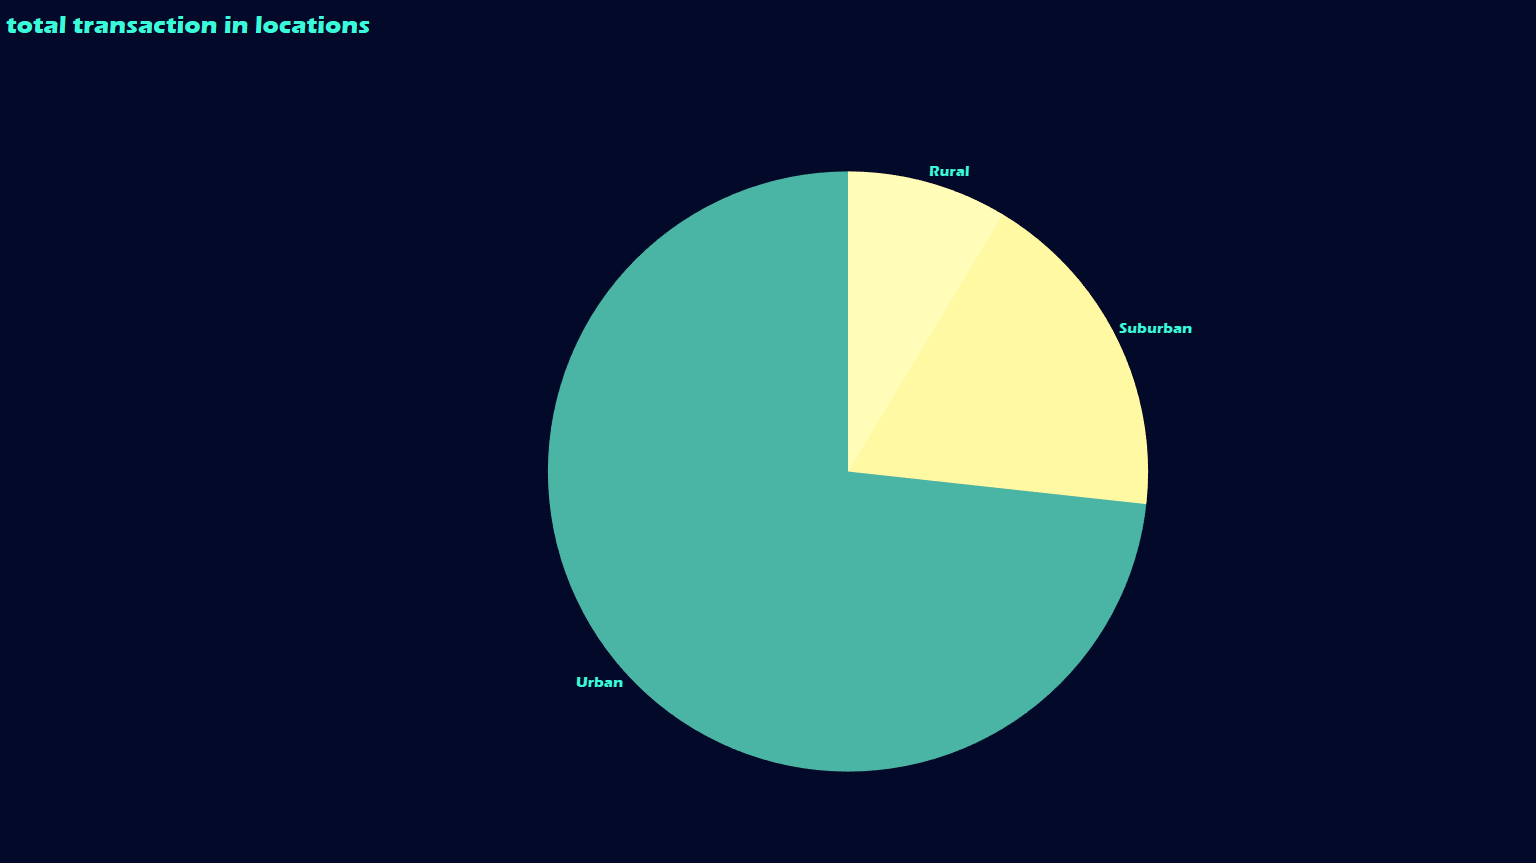 total transaction in locations
Rural
Suburban
Urban